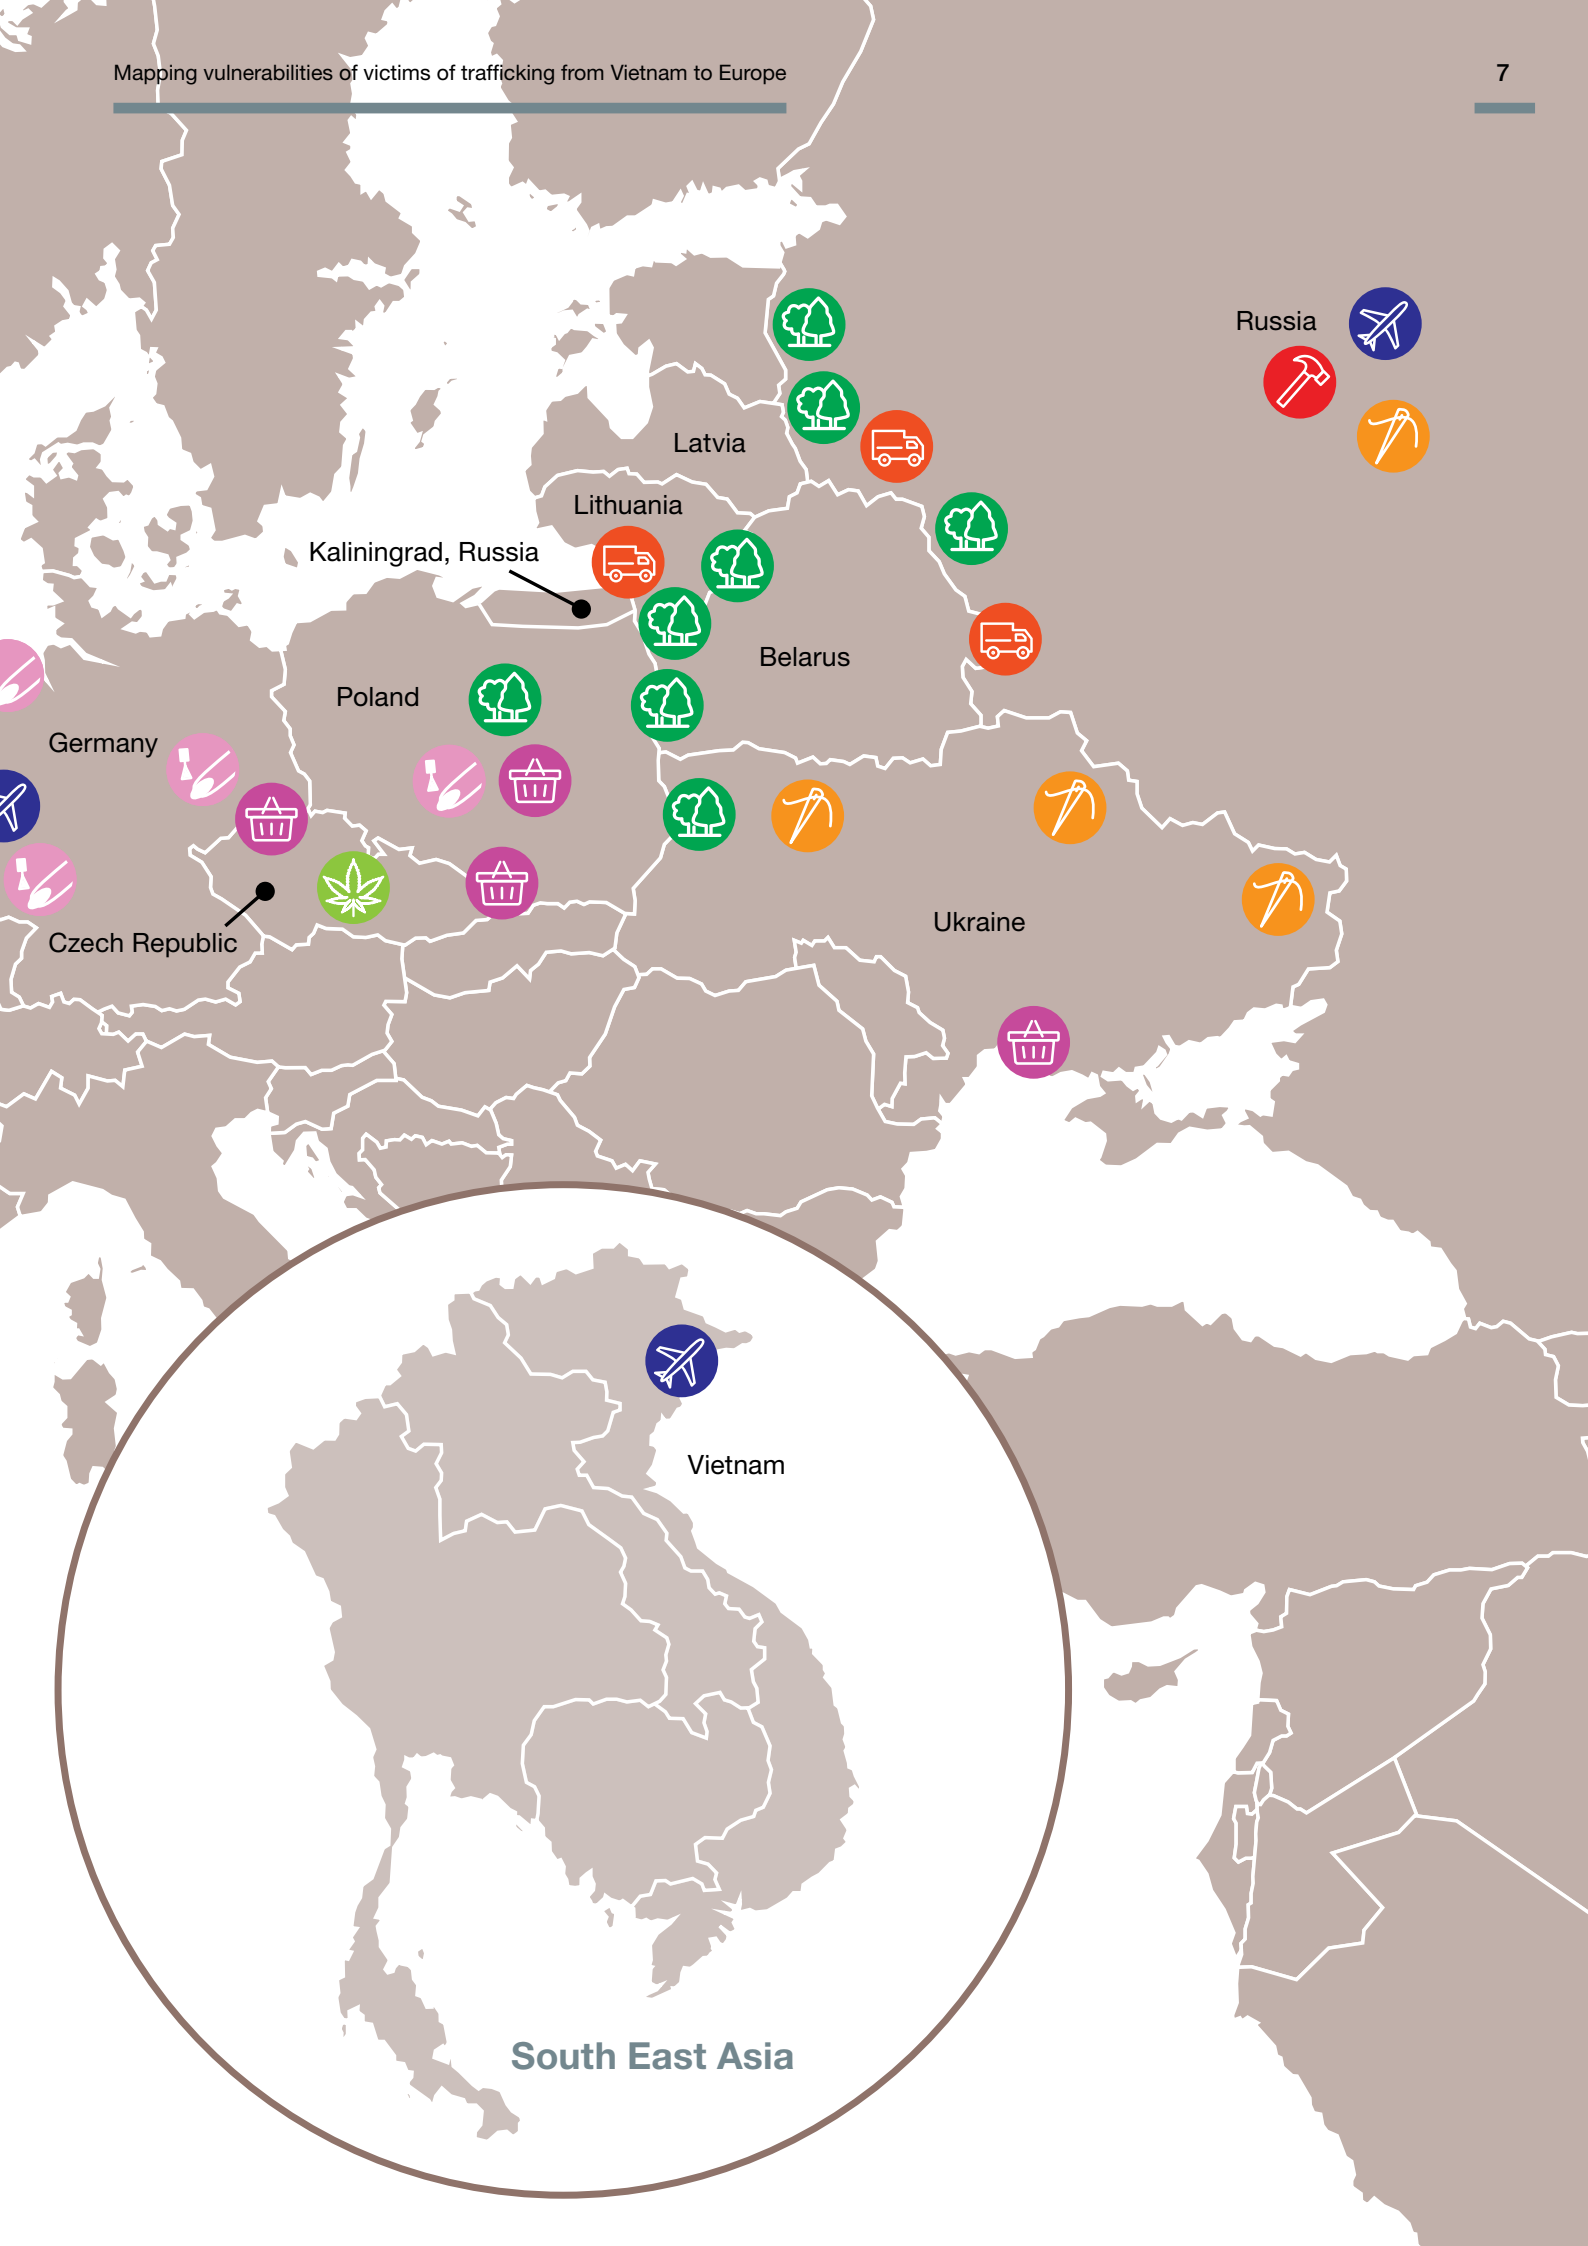 Mapping vulnerabilities of victims of trafficking from Vietnam to Europe
7
Russia
Latvia
Lithuania
Kaliningrad, Russia
Belarus
Poland
Germany
Ukraine
Czech Republic
Vietnam
South East Asia